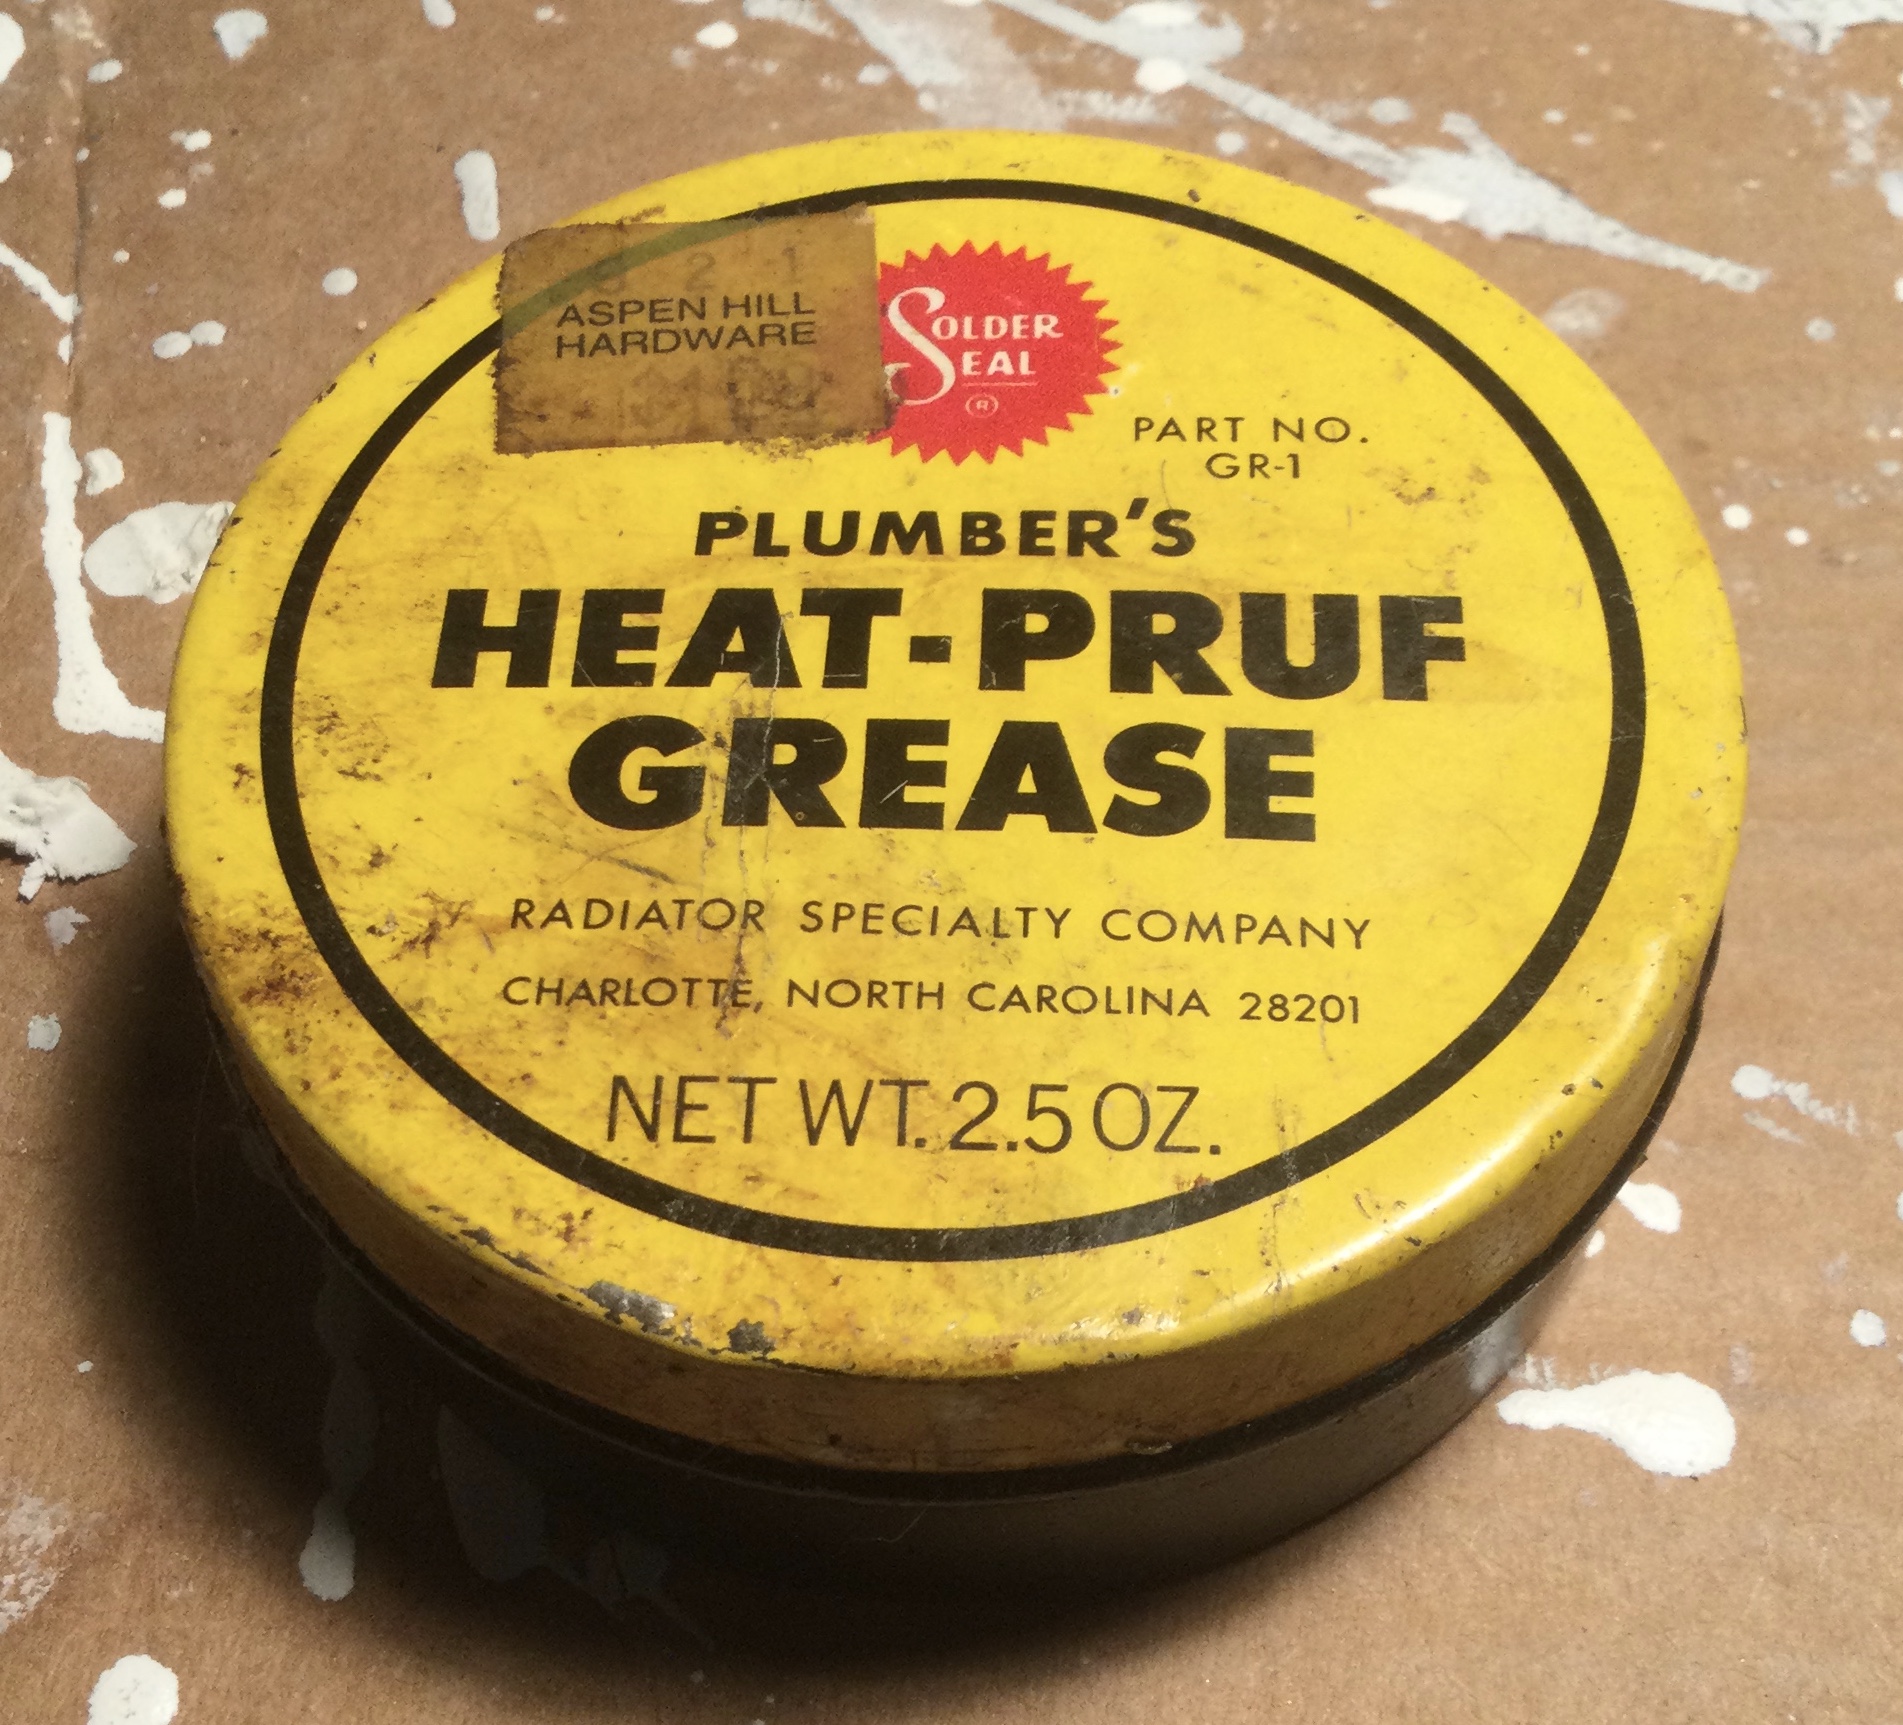 ASPEN HILL
HARDWARE
SOLDER
SEAL
®
PART NO.
GR-1
PLUMBER'S
HEAT-PRUF
GREASE
RADIATOR SPECIALTY COMPANY
CHARLOTTE, NORTH CAROLINA 28201
NET WT. 2.5 OZ.